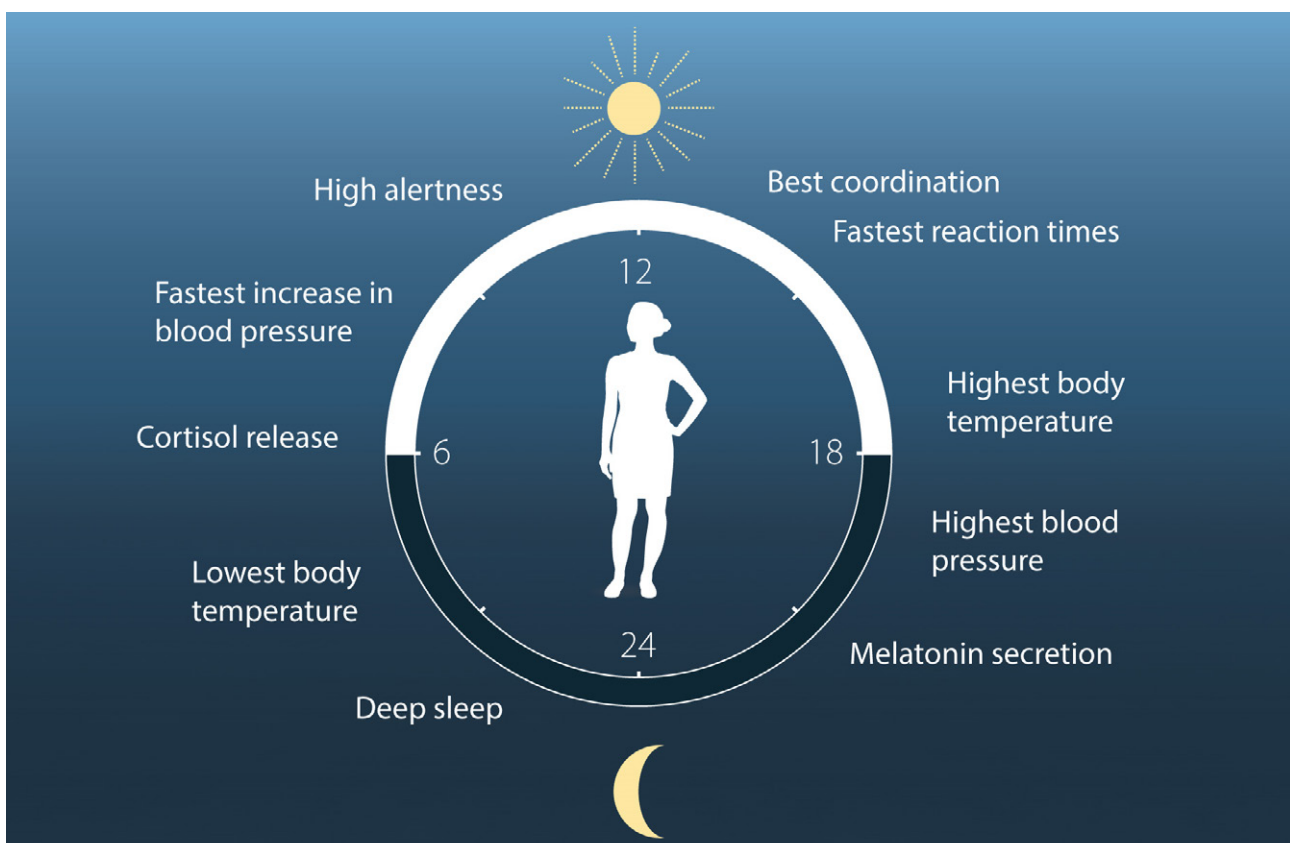 High alertness
Best coordination
Fastest reaction times
12
Fastest increase in
blood pressure
Highest body
temperature
Cortisol release
6
18
Highest blood
pressure
Lowest body
temperature
24
Melatonin secretion
Deep sleep